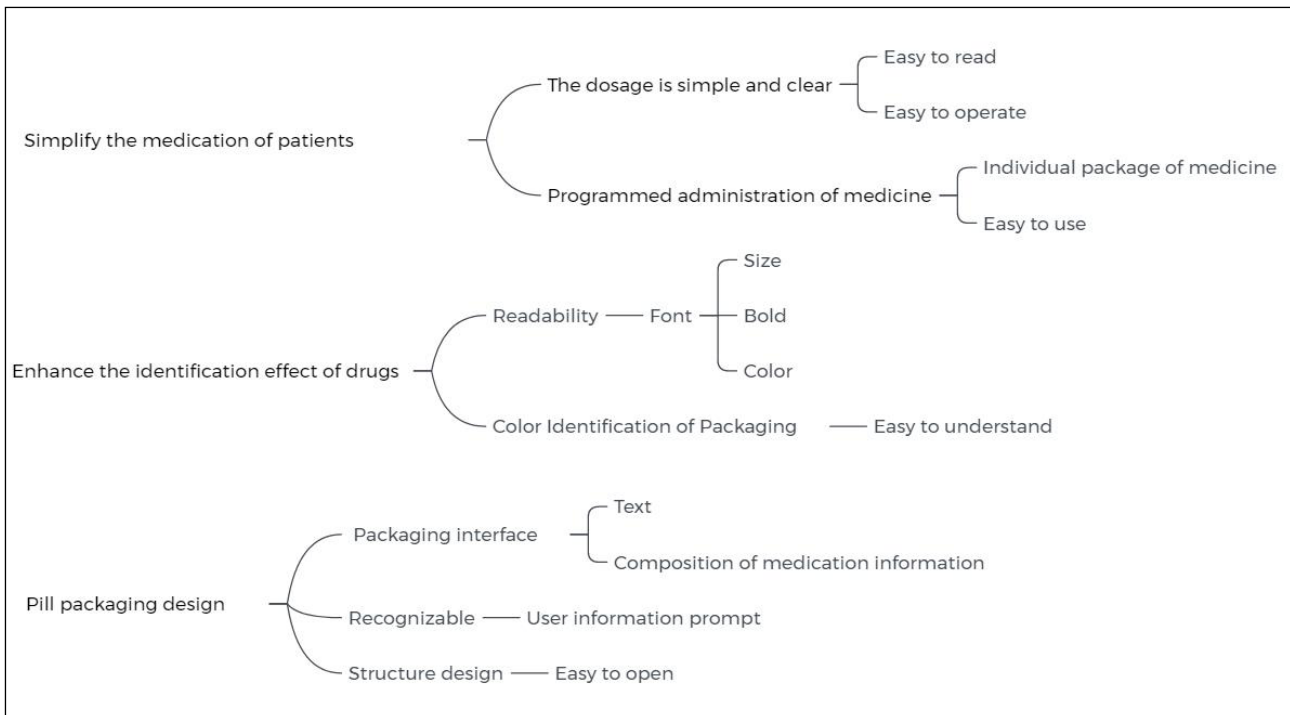 Simplify the medication of patients
The dosage is simple and clear
Easy to read
Easy to operate
Programmed administration of medicine
Individual package of medicine
Easy to use
Enhance the identification effect of drugs
Readability
Font
Size
Bold
Color
Color Identification of Packaging
Easy to understand
Pill packaging design
Packaging interface
Text
Composition of medication information
Recognizable
User information prompt
Structure design
Easy to open